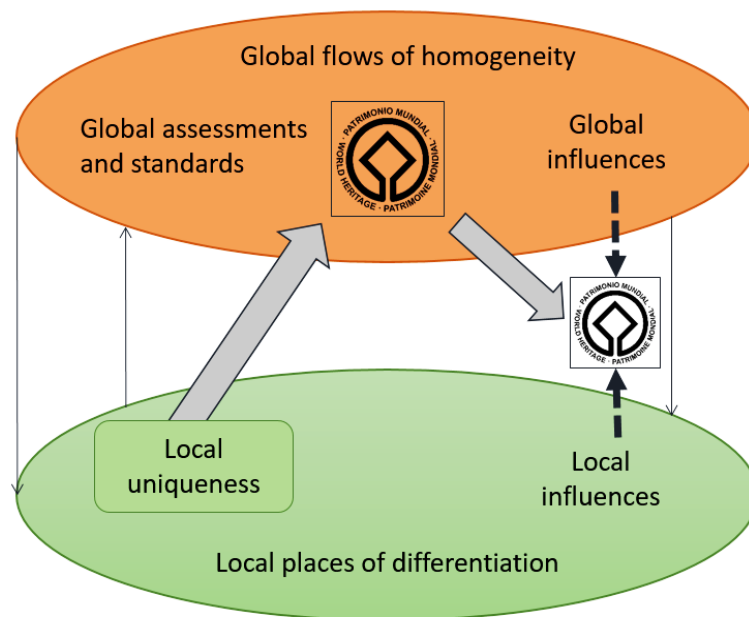 Global flows of homogeneity
Global assessments
and standards
· PATRIMONIO MUNDIAL · WORLD HERITAGE · PATRIMOINE MONDIAL
Global
influences
· PATRIMONIO MUNDIAL · WORLD HERITAGE · PATRIMOINE MONDIAL
Local
uniqueness
Local
influences
Local places of differentiation